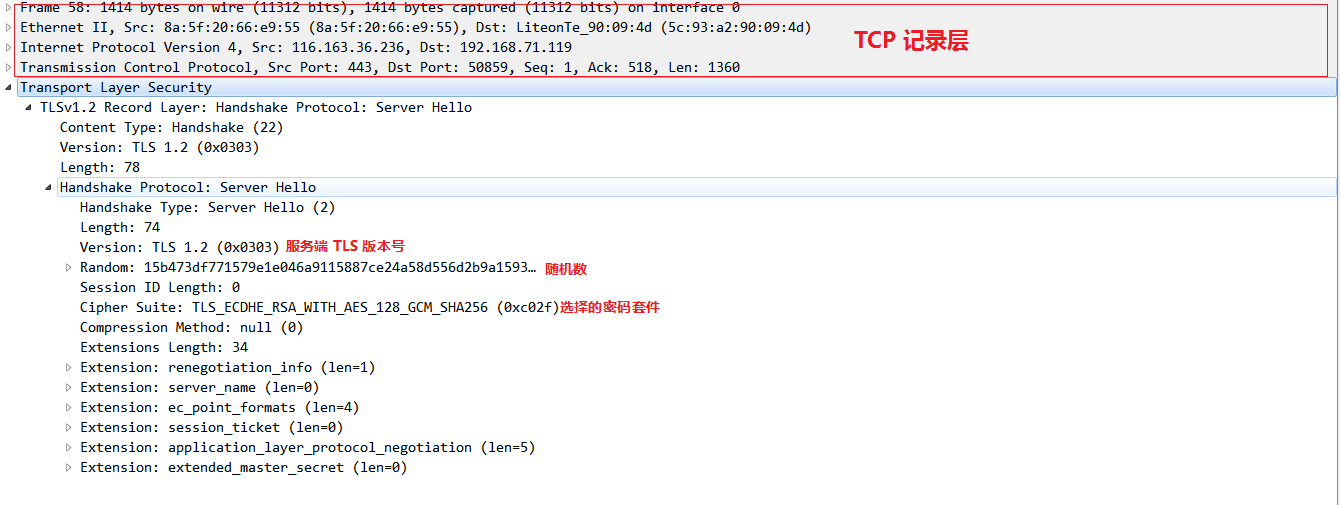 Frame 58: 1414 bytes on wire (11312 bits), 1414 bytes captured (11312 bits) on interface 0
Ethernet II, Src: 8a:5f:20:66:e9:55 (8a:5f:20:66:e9:55), Dst: LiteonTe_90:09:4d (5c:93:a2:90:09:4d)
TCP 记录层
Internet Protocol Version 4, Src: 116.163.36.236, Dst: 192.168.71.119
Transmission Control Protocol, Src Port: 443, Dst Port: 50859, Seq: 1, Ack: 518, Len: 1360
Transport Layer Security
TLSv1.2 Record Layer: Handshake Protocol: Server Hello
Content Type: Handshake (22)
Version: TLS 1.2 (0x0303)
Length: 78
Handshake Protocol: Server Hello
Handshake Type: Server Hello (2)
Length: 74
Version: TLS 1.2 (0x0303) 服务端 TLS 版本号
Random: 15b473df771579e1e046a9115887ce24a58d556d2b9a1593… 随机数
Session ID Length: 0
Cipher Suite: TLS_ECDHE_RSA_WITH_AES_128_GCM_SHA256 (0xc02f)选择的密码套件
Compression Method: null (0)
Extensions Length: 34
Extension: renegotiation_info (len=1)
Extension: server_name (len=0)
Extension: ec_point_formats (len=4)
Extension: session_ticket (len=0)
Extension: application_layer_protocol_negotiation (len=5)
Extension: extended_master_secret (len=0)